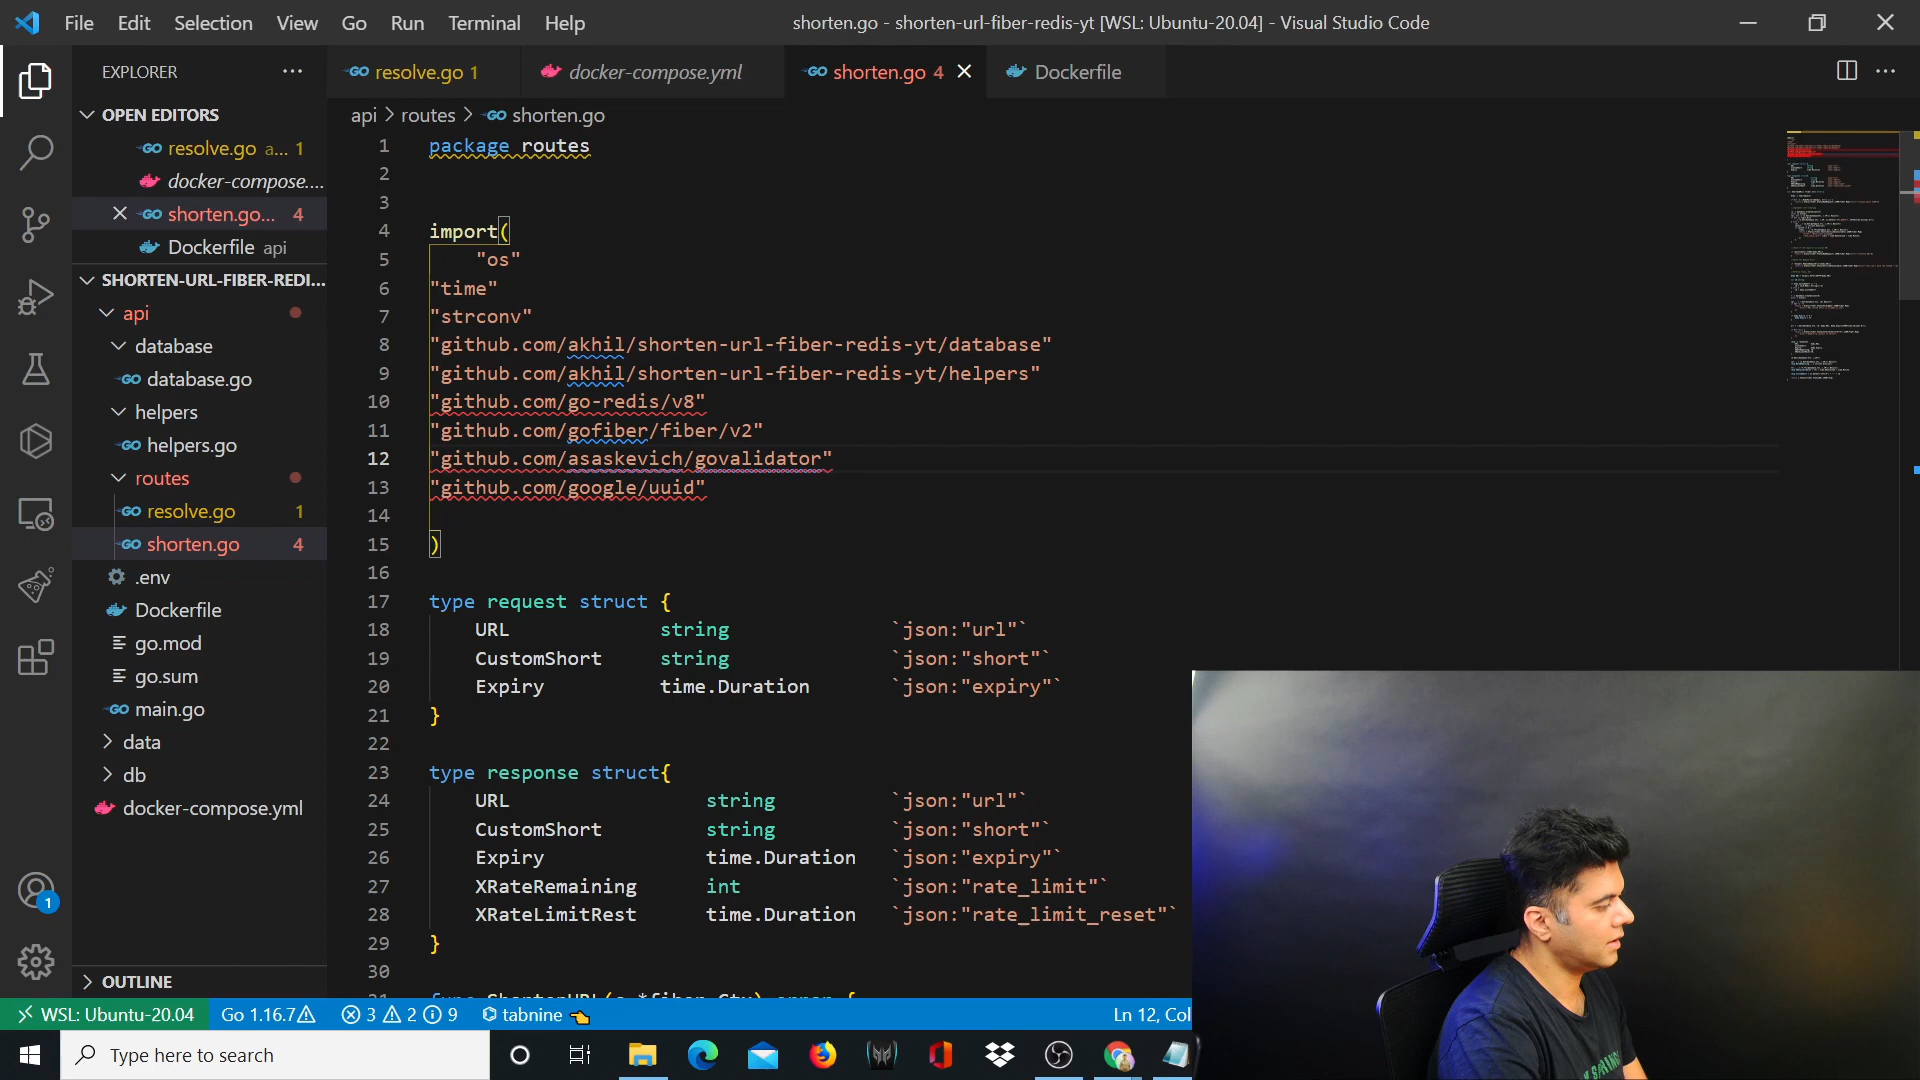 File Edit Selection View Go Run Terminal Help
shorten.go - shorten-url-fiber-redis-yt [WSL: Ubuntu-20.04] - Visual Studio Code
EXPLORER
OPEN EDITORS
resolve.go a... 1
docker-compose....
shorten.go... 4
Dockerfile api
SHORTEN-URL-FIBER-REDI...
api
database
database.go
helpers
helpers.go
routes
resolve.go 1
shorten.go 4
.env
Dockerfile
go.mod
go.sum
main.go
data
db
docker-compose.yml
OUTLINE
1
resolve.go 1
docker-compose.yml
shorten.go 4
Dockerfile
api > routes > shorten.go
1 package routes
2
3
4 import(
5 "os"
6 "time"
7 "strconv"
8 "github.com/akhil/shorten-url-fiber-redis-yt/database"
9 "github.com/akhil/shorten-url-fiber-redis-yt/helpers"
10 "github.com/go-redis/v8"
11 "github.com/gofiber/fiber/v2"
12 "github.com/asaskevich/govalidator"
13 "github.com/google/uuid"
14
15 )
16
17 type request struct {
18 URL string `json:"url"`
19 CustomShort string `json:"short"`
20 Expiry time.Duration `json:"expiry"`
21 }
22
23 type response struct{
24 URL string `json:"url"`
25 CustomShort string `json:"short"`
26 Expiry time.Duration `json:"expiry"`
27 XRateRemaining int `json:"rate_limit"`
28 XRateLimitRest time.Duration `json:"rate_limit_reset"`
29 }
30
WSL: Ubuntu-20.04 Go 1.16.7 3 2 9 tabnine Ln 12, Col
Type here to search